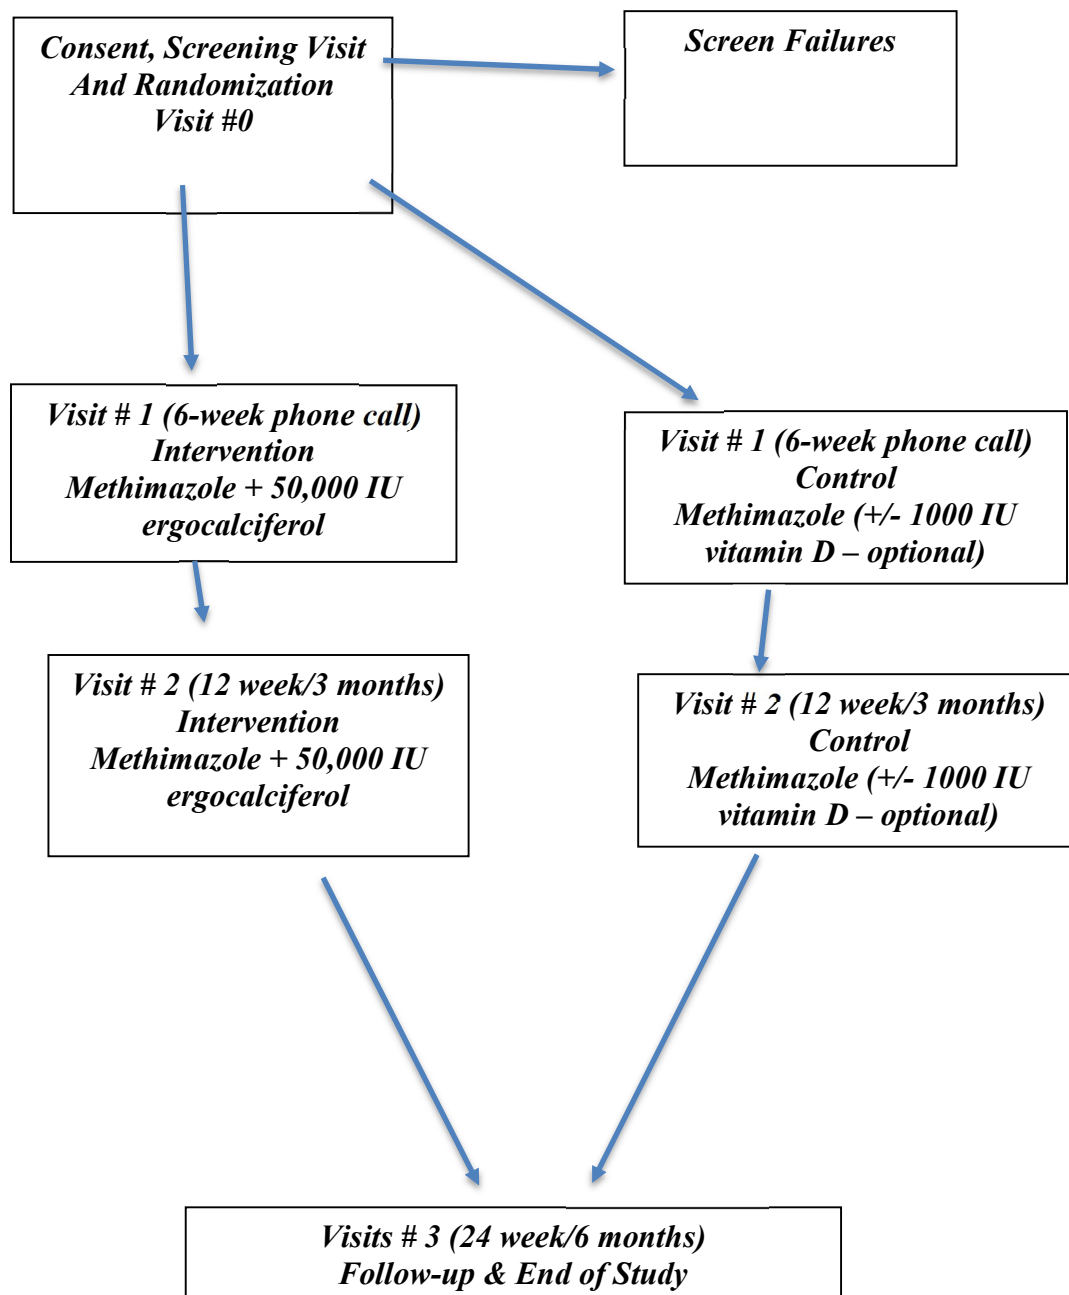 Consent, Screening Visit
And Randomization
Visit #0
Screen Failures
Visit # 1 (6-week phone call)
Intervention
Methimazole + 50,000 IU
ergocalciferol
Visit # 1 (6-week phone call)
Control
Methimazole (+/- 1000 IU
vitamin D – optional)
Visit # 2 (12 week/3 months)
Intervention
Methimazole + 50,000 IU
ergocalciferol
Visit # 2 (12 week/3 months)
Control
Methimazole (+/- 1000 IU
vitamin D – optional)
Visits # 3 (24 week/6 months)
Follow-up & End of Study